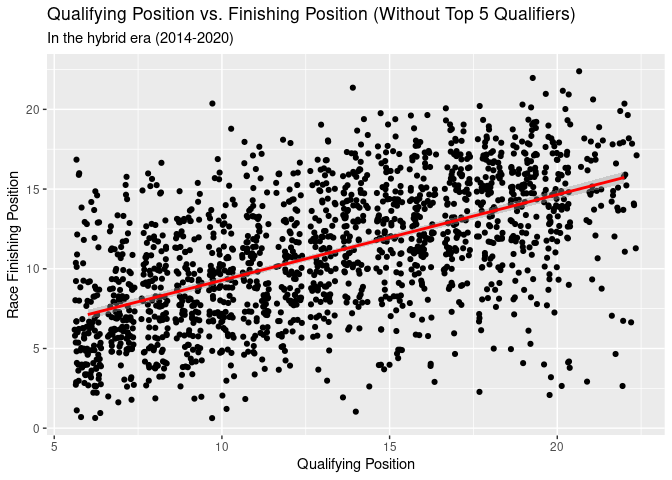 Qualifying Position vs. Finishing Position (Without Top 5 Qualifiers)
In the hybrid era (2014-2020)
Race Finishing Position
20
15
10
5
0
5 10 15 20
Qualifying Position